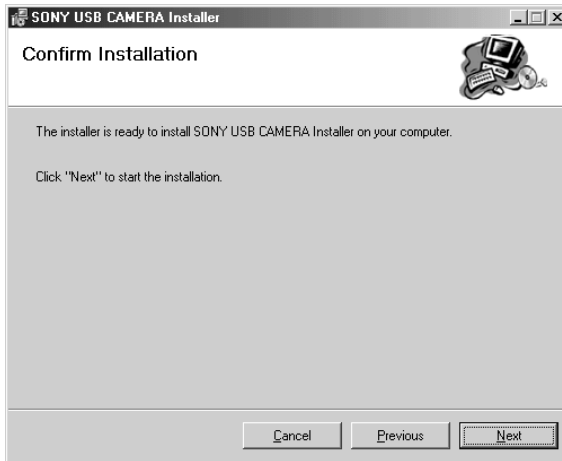 SONY USB CAMERA Installer
Confirm Installation
The installer is ready to install SONY USB CAMERA Installer on your computer.
Click "Next" to start the installation.
Cancel
Previous
Next